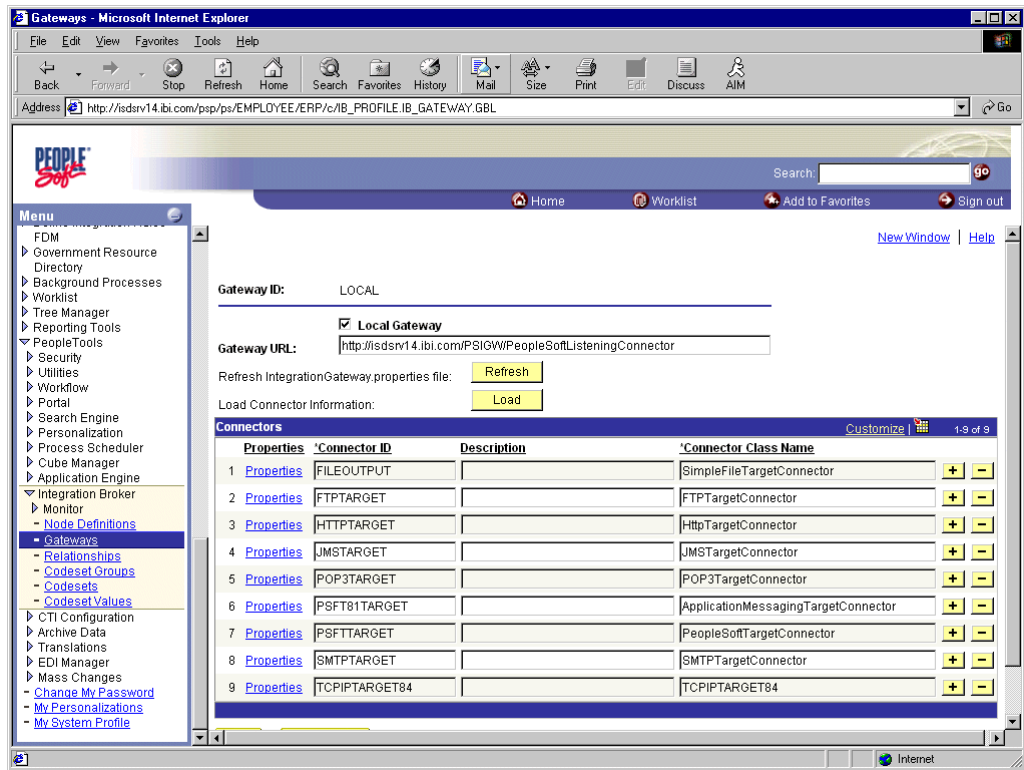 Gateways - Microsoft Internet Explorer
File Edit View Favorites Tools Help
Back Forward Stop Refresh Home Search Favorites History Mail Size Print Edit Discuss AIM
Address http://isdsrv14.ibi.com/psp/ps/EMPLOYEE/ERP/c/IB_PROFILE.IB_GATEWAY.GBL Go
PEOPLE Soft
Search: go
Home Worklist Add to Favorites Sign out
Menu
FDM
Government Resource
Directory
Background Processes
Worklist
Tree Manager
Reporting Tools
PeopleTools
Security
Utilities
Workflow
Portal
Search Engine
Personalization
Process Scheduler
Cube Manager
Application Engine
Integration Broker
Monitor
Node Definitions
Gateways
Relationships
Codeset Groups
Codesets
Codeset Values
CTI Configuration
Archive Data
Translations
EDI Manager
Mass Changes
Change My Password
My Personalizations
My System Profile
New Window | Help
Gateway ID: LOCAL
Local Gateway
Gateway URL: http://isdsrv14.ibi.com/PSIGW/PeopleSoftListeningConnector
Refresh IntegrationGateway.properties file: Refresh
Load Connector Information: Load
Connectors Customize | 1-9 of 9
Properties *Connector ID Description *Connector Class Name
1 Properties FILEOUTPUT SimpleFileTargetConnector + -
2 Properties FTPTARGET FTPTargetConnector + -
3 Properties HTTPTARGET HttpTargetConnector + -
4 Properties JMSTARGET JMSTargetConnector + -
5 Properties POP3TARGET POP3TargetConnector + -
6 Properties PSFT81TARGET ApplicationMessagingTargetConnector + -
7 Properties PSFTTARGET PeopleSoftTargetConnector + -
8 Properties SMTPTARGET SMTPTargetConnector + -
9 Properties TCPIPTARGET84 TCPIPTARGET84 + -
Internet